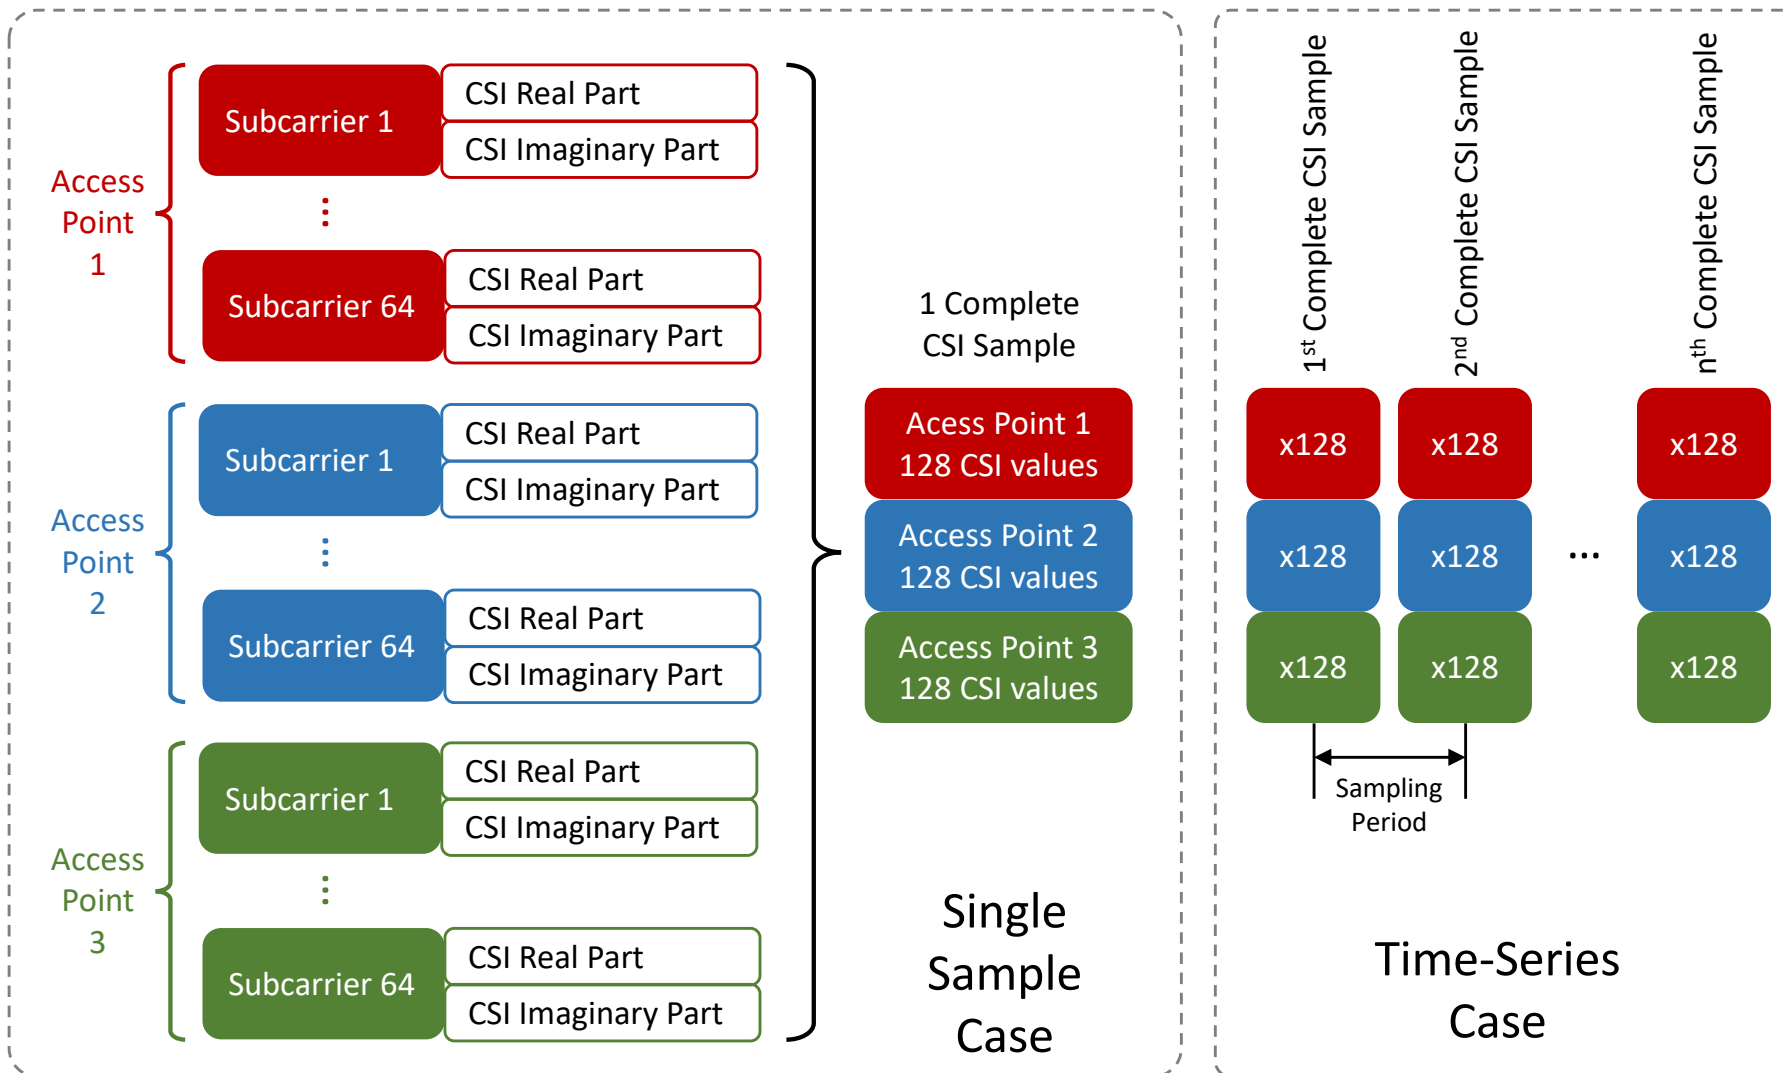 Access
Point
1
Subcarrier 1
CSI Real Part
CSI Imaginary Part
⋮
Subcarrier 64
CSI Real Part
CSI Imaginary Part
Access
Point
2
Subcarrier 1
CSI Real Part
CSI Imaginary Part
⋮
Subcarrier 64
CSI Real Part
CSI Imaginary Part
Access
Point
3
Subcarrier 1
CSI Real Part
CSI Imaginary Part
⋮
Subcarrier 64
CSI Real Part
CSI Imaginary Part
1 Complete
CSI Sample
Acess Point 1
128 CSI values
Access Point 2
128 CSI values
Access Point 3
128 CSI values
Single
Sample
Case
1st Complete CSI Sample
2nd Complete CSI Sample
nth Complete CSI Sample
x128 x128 x128
x128 x128 ... x128
x128 x128 x128
Sampling
Period
Time-Series
Case